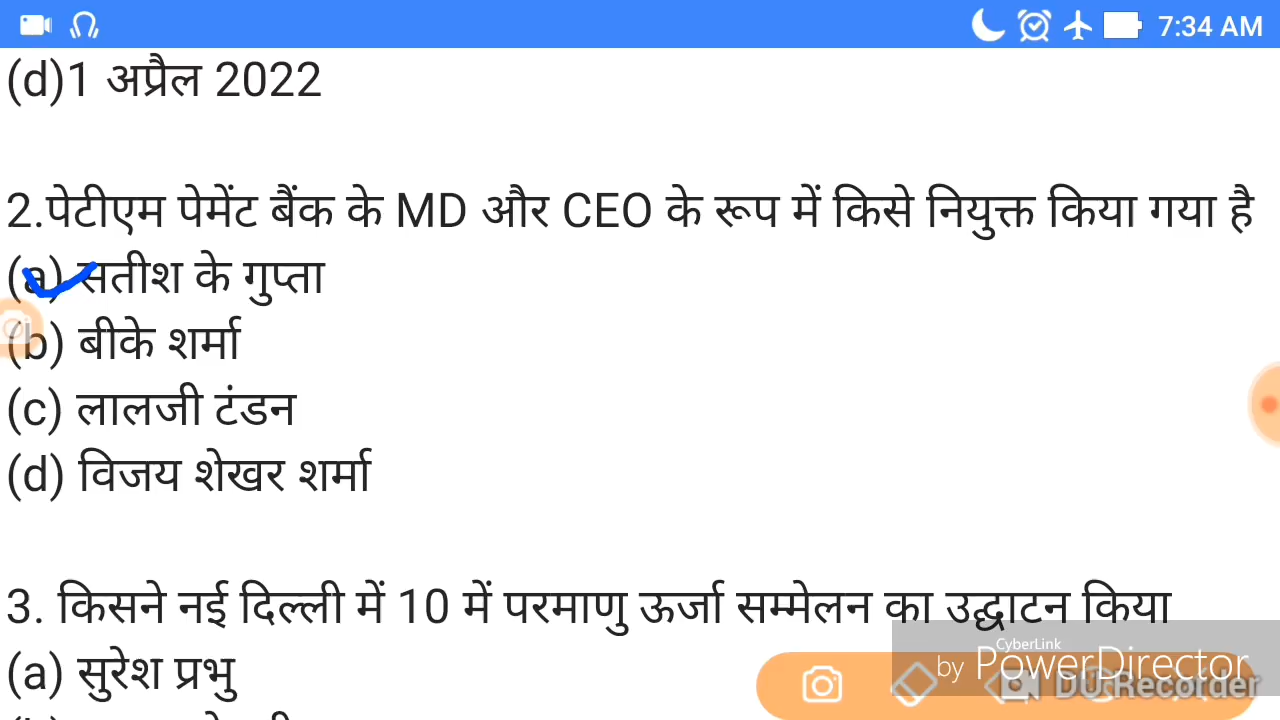 7:34 AM
(d)1 अप्रैल 2022
2.पेटीएम पेमेंट बैंक के MD और CEO के रूप में किसे नियुक्त किया गया है
(a) सतीश के गुप्ता
(b) बीके शर्मा
(c) लालजी टंडन
(d) विजय शेखर शर्मा
3. किसने नई दिल्ली में 10 में परमाणु ऊर्जा सम्मेलन का उद्घाटन किया
(a) सुरेश प्रभु
CyberLink
by PowerDirector
DU Recorder